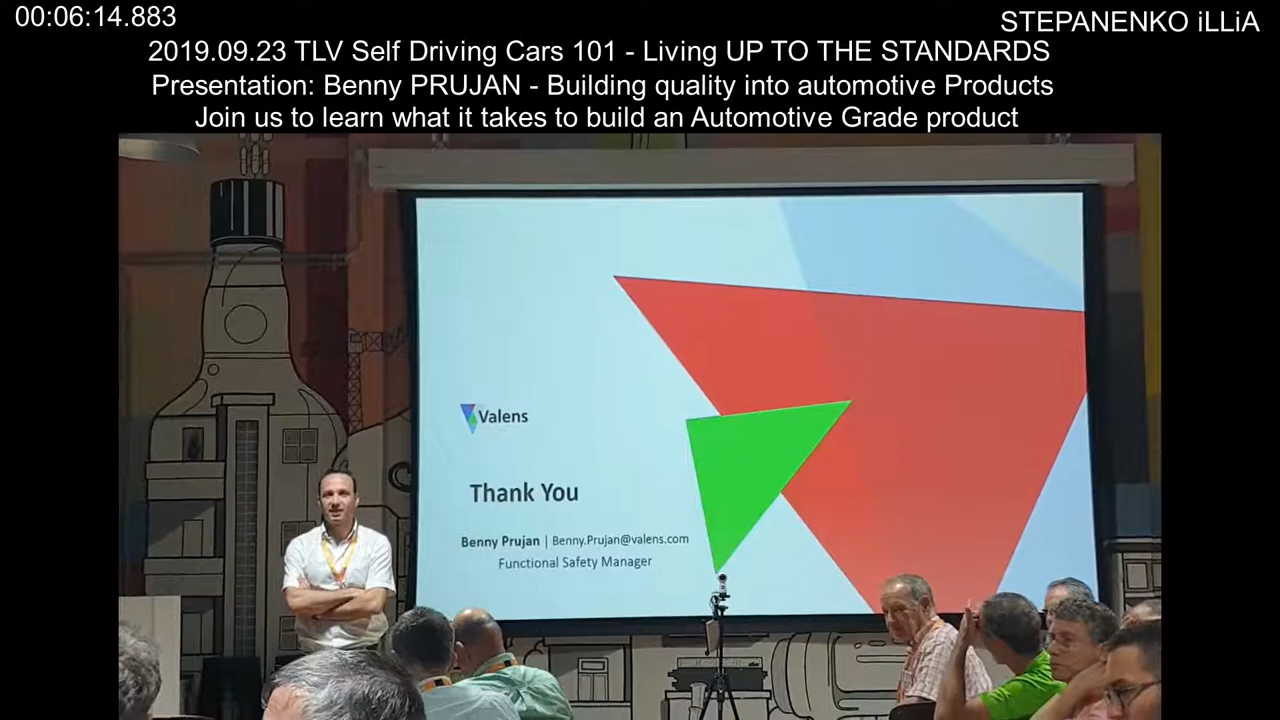 00:06:14.883
STEPANENKO iLLiA
2019.09.23 TLV Self Driving Cars 101 - Living UP TO THE STANDARDS
Presentation: Benny PRUJAN - Building quality into automotive Products
Join us to learn what it takes to build an Automotive Grade product
Valens
Thank You
Benny Prujan | Benny.Prujan@valens.com
Functional Safety Manager